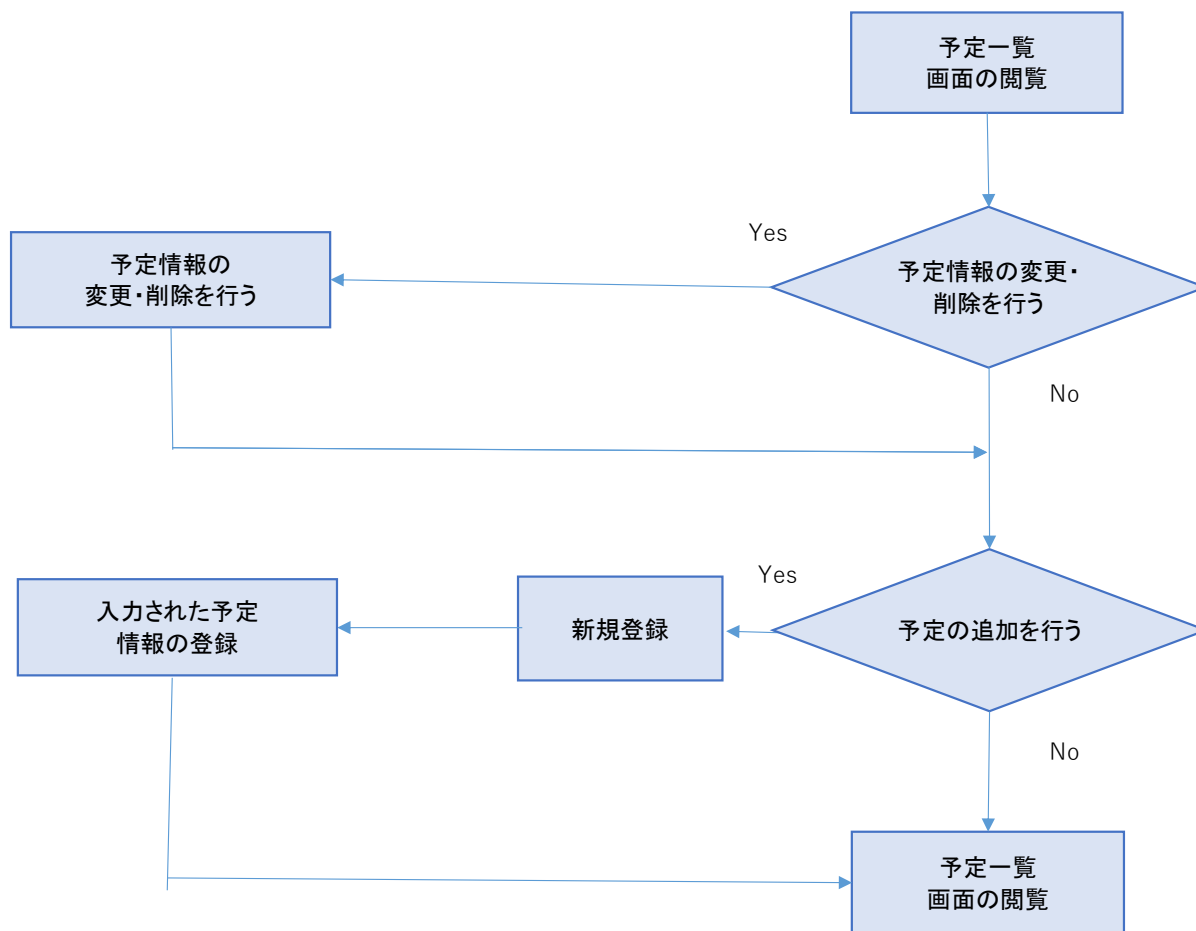 予定一覧
画面の閲覧
Yes
予定情報の
変更・削除を行う
予定情報の変更・
削除を行う
No
Yes
入力された予定
情報の登録
新規登録
予定の追加を行う
No
予定一覧
画面の閲覧